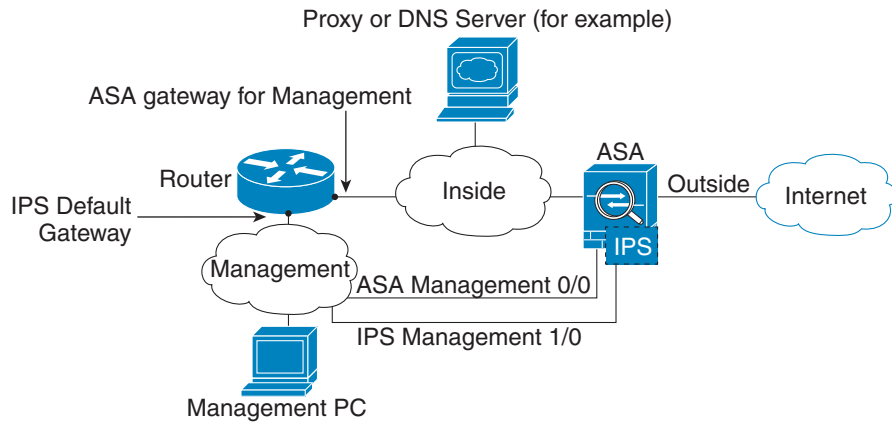 Proxy or DNS Server (for example)
ASA gateway for Management
ASA
Router
Inside
Outside
Internet
IPS Default
Gateway
IPS
Management
ASA Management 0/0
IPS Management 1/0
Management PC